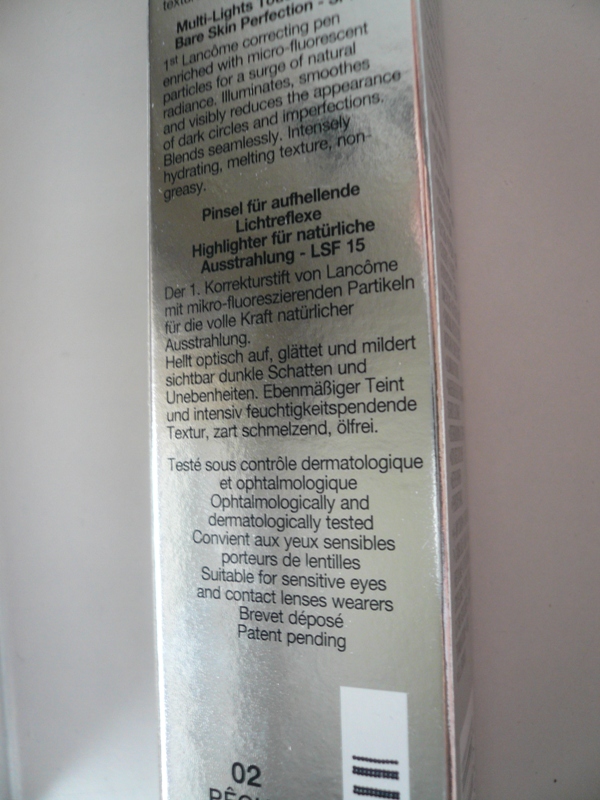 Multi-Lights
Bare Skin Perfection -
1st Lancôme correcting pen
enriched with micro-fluorescent
particles for a surge of natural
radiance. Illuminates, smoothes
and visibly reduces the appearance
of dark circles and imperfections.
Blends seamlessly. Intensely
hydrating, melting texture, non-
greasy.
Pinsel für aufhellende
Lichtreflexe
Highlighter für natürliche
Ausstrahlung - LSF 15
Der 1. Korrekturstift von Lancôme
mit mikro-fluoreszierenden Partikeln
für die volle Kraft natürlicher
Ausstrahlung.
Hellt optisch auf, glättet und mildert
sichtbar dunkle Schatten und
Unebenheiten. Ebenmäßiger Teint
und intensiv feuchtigkeitspendende
Textur, zart schmelzend, ölfrei.
Testé sous contrôle dermatologique
et ophtalmologique
Ophtalmologically and
dermatologically tested
Convient aux yeux sensibles
porteurs de lentilles
Suitable for sensitive eyes
and contact lenses wearers
Brevet déposé
Patent pending
02